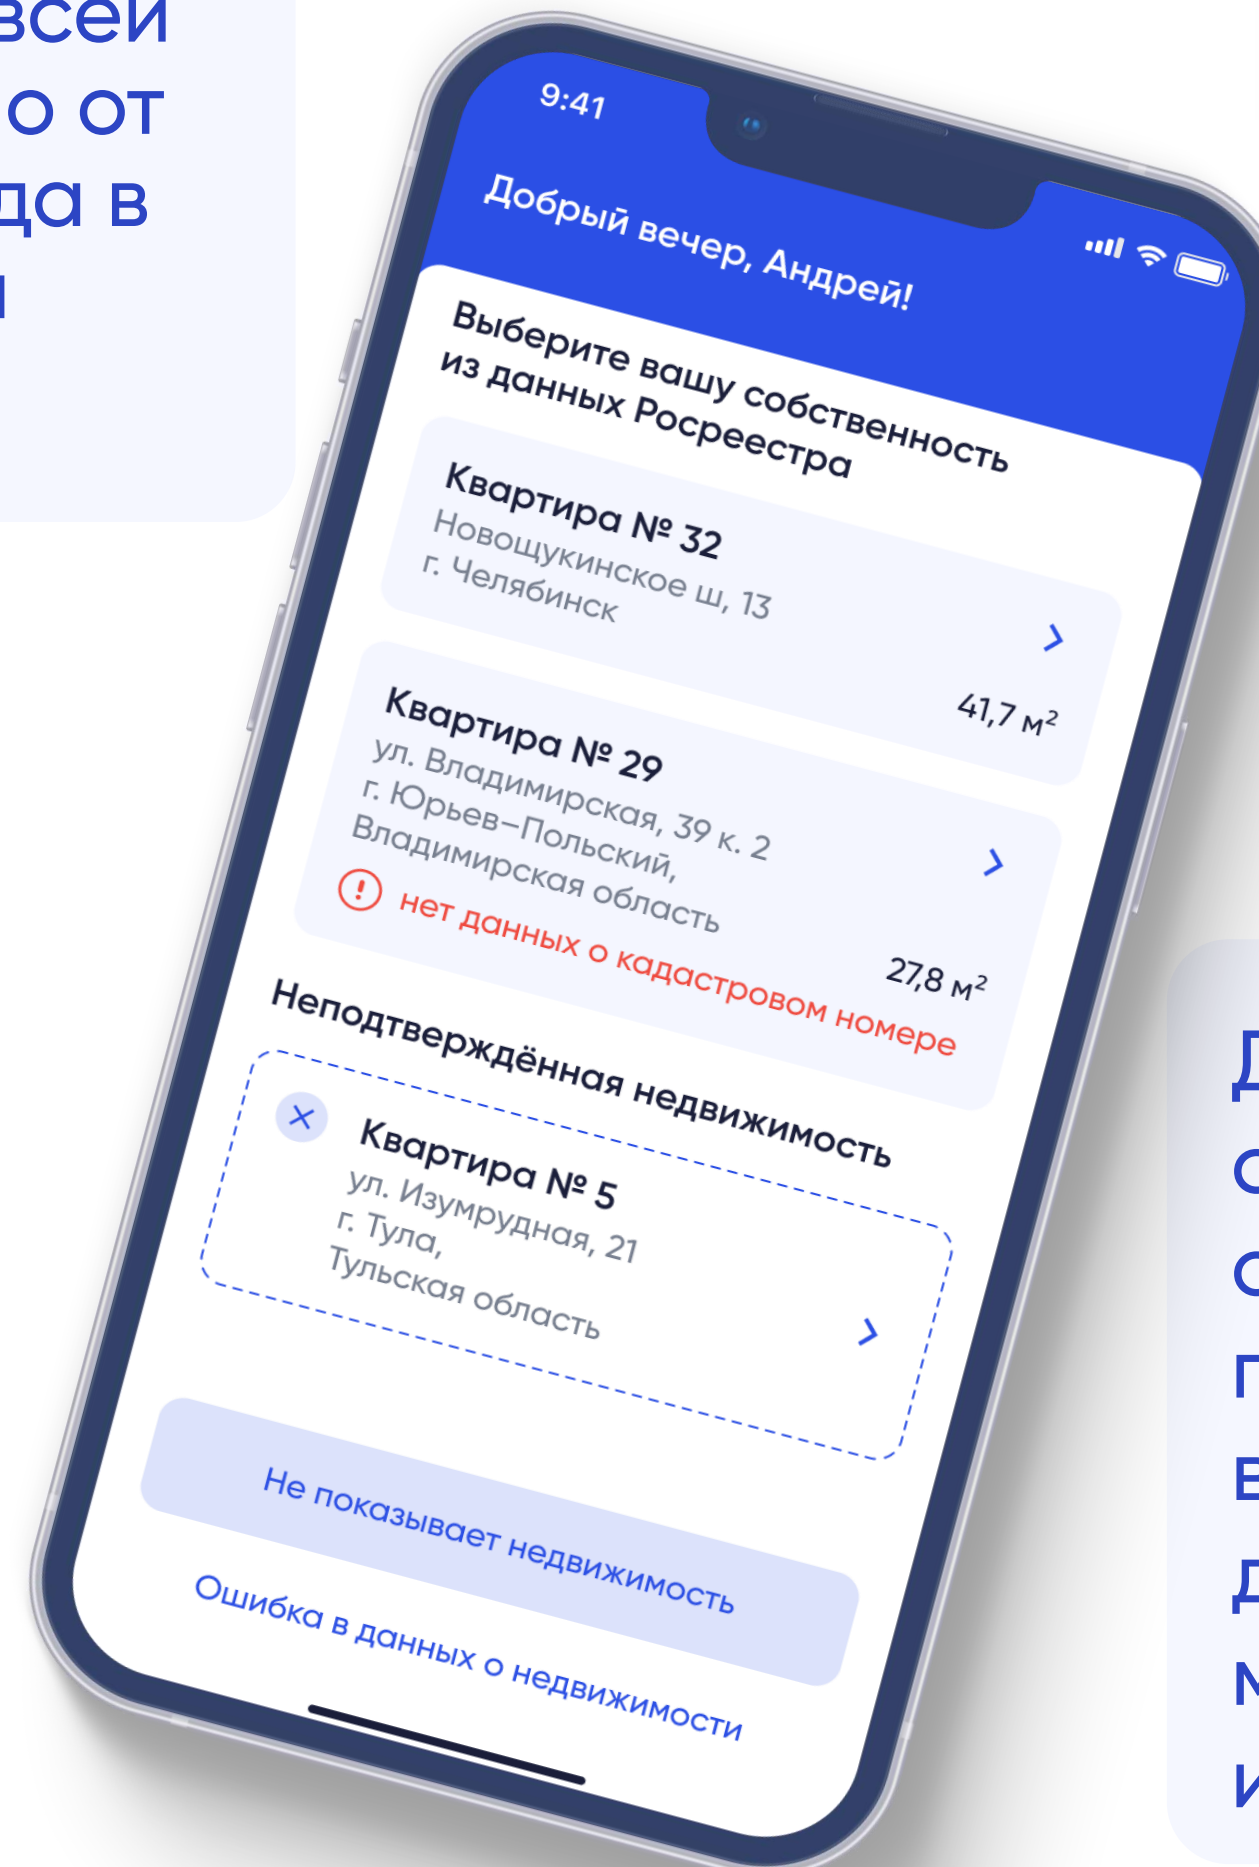 всей
о от
да в
9:41
Добрый вечер, Андрей!
Выберите вашу собственность
из данных Росреестра
Квартира № 32
Новощукинское ш, 13
г. Челябинск
41,7 м²
Квартира № 29
ул. Владимирская, 39 к. 2
г. Юрьев–Польский,
Владимирская область
27,8 м²
нет данных о кадастровом номере
Неподтверждённая недвижимость
Квартира № 5
ул. Изумрудная, 21
г. Тула,
Тульская область
Не показывает недвижимость
Ошибка в данных о недвижимости